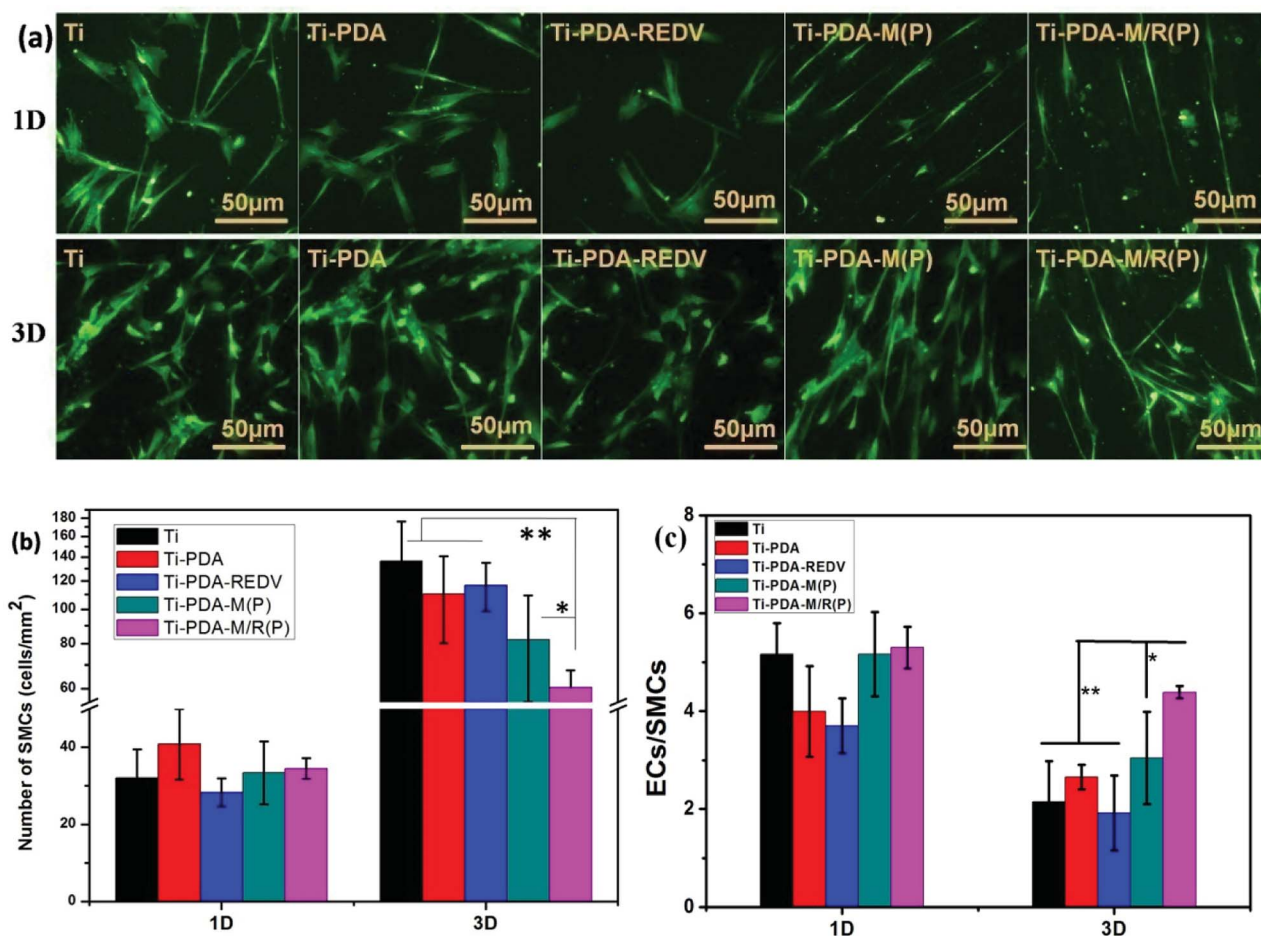 (a)
Ti Ti-PDA Ti-PDA-REDV Ti-PDA-M(P) Ti-PDA-M/R(P)
1D
50μm 50μm 50μm 50μm 50μm
Ti Ti-PDA Ti-PDA-REDV Ti-PDA-M(P) Ti-PDA-M/R(P)
3D
50μm 50μm 50μm 50μm 50μm
(b)
Number of SMCs (cells/mm²)
180
160
140
120
100
80
60
40
20
0
Ti
Ti-PDA
Ti-PDA-REDV
Ti-PDA-M(P)
Ti-PDA-M/R(P)
**
*
1D 3D
(c)
ECs/SMCs
8
6
4
2
0
Ti
Ti-PDA
Ti-PDA-REDV
Ti-PDA-M(P)
Ti-PDA-M/R(P)
*
**
1D 3D